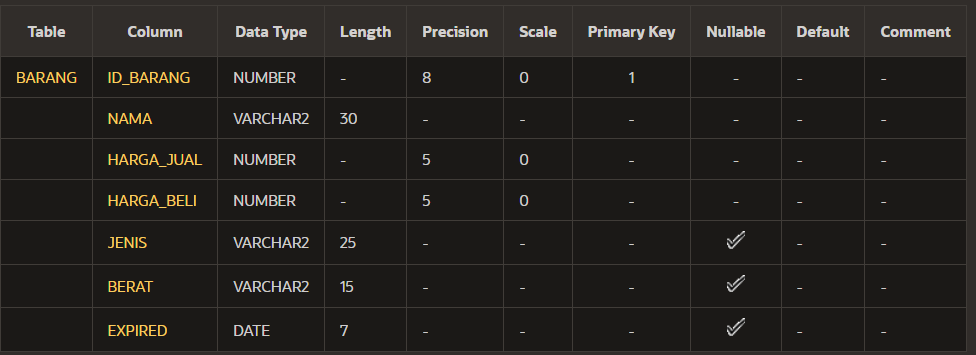 Table Column Data Type Length Precision Scale Primary Key Nullable Default Comment
BARANG ID_BARANG NUMBER - 8 0 1 - - -
NAMA VARCHAR2 30 - - - - - -
HARGA_JUAL NUMBER - 5 0 - - - -
HARGA_BELI NUMBER - 5 0 - - - -
JENIS VARCHAR2 25 - - - ✓ - -
BERAT VARCHAR2 15 - - - ✓ - -
EXPIRED DATE 7 - - - ✓ - -